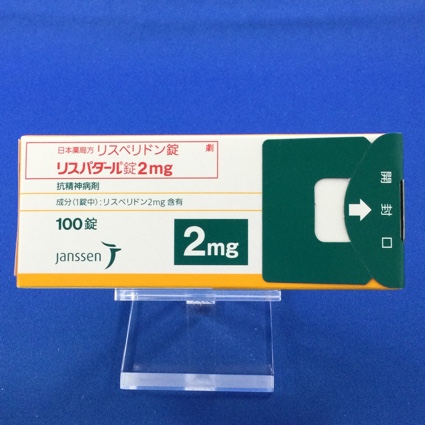 日本薬局方 リスペリドン錠 劇
リスパダール®錠2mg
抗精神病剤
成分(1錠中):リスペリドン2mg 含有
100錠
2mg
janssen
開封口